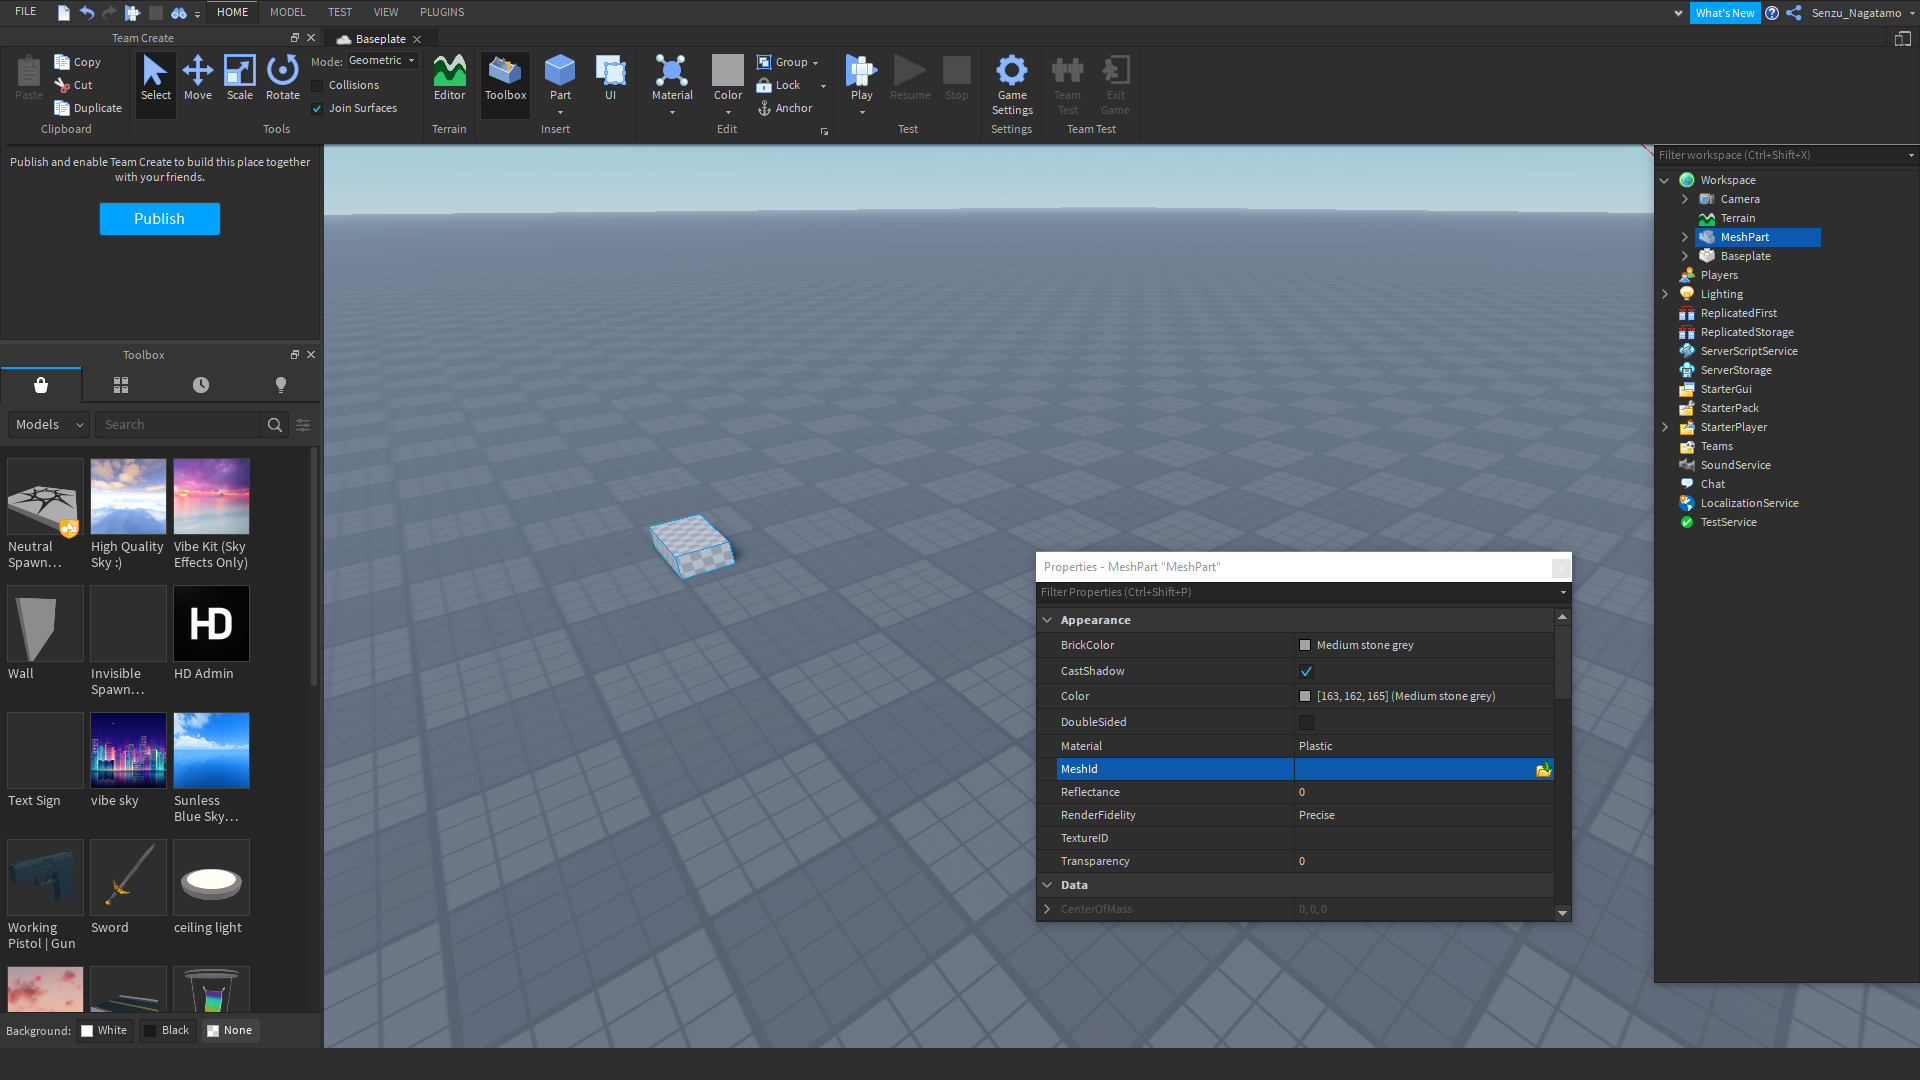 FILE
HOME
MODEL
TEST
VIEW
PLUGINS
What's New
Senzu_Nagatamo
Team Create
Baseplate
Paste
Copy
Cut
Duplicate
Clipboard
Select
Move
Scale
Rotate
Mode: Geometric
Collisions
Join Surfaces
Tools
Editor
Terrain
Toolbox
Part
UI
Insert
Material
Color
Group
Lock
Anchor
Edit
Play
Resume
Stop
Test
Game
Settings
Settings
Team
Test
Exit
Game
Team Test
Publish and enable Team Create to build this place together
with your friends.
Publish
Toolbox
Models
Search
Neutral
Spawn...
High Quality
Sky :)
Vibe Kit (Sky
Effects Only)
Wall
Invisible
Spawn...
HD
HD Admin
Text Sign
vibe sky
Sunless
Blue Sky...
Working
Pistol | Gun
Sword
ceiling light
Background:
White
Black
None
Properties - MeshPart "MeshPart"
Filter Properties (Ctrl+Shift+P)
Appearance
BrickColor Medium stone grey
CastShadow
Color [163, 162, 165] (Medium stone grey)
DoubleSided
Material Plastic
MeshId
Reflectance 0
RenderFidelity Precise
TextureID
Transparency 0
Data
CenterOfMass 0, 0, 0
Filter workspace (Ctrl+Shift+X)
Workspace
Camera
Terrain
MeshPart
Baseplate
Players
Lighting
ReplicatedFirst
ReplicatedStorage
ServerScriptService
ServerStorage
StarterGui
StarterPack
StarterPlayer
Teams
SoundService
Chat
LocalizationService
TestService